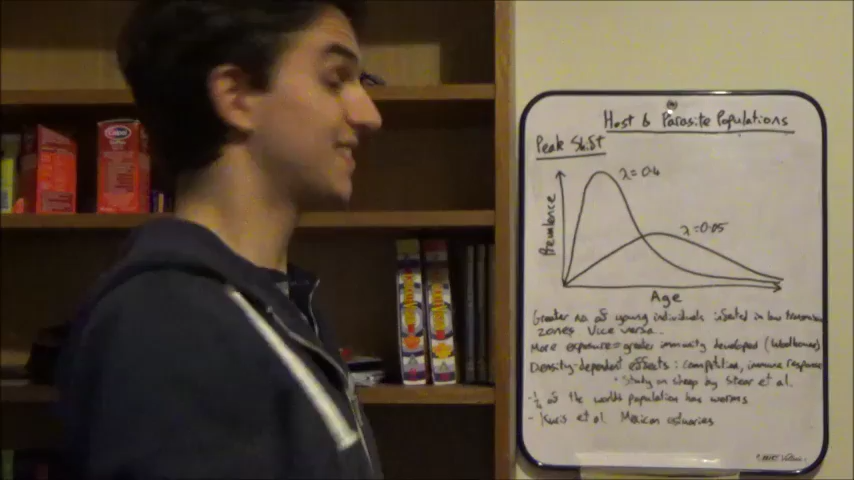 Host & Parasite Populations
Peak Shift
λ=0.4
λ=0.05
Prevalence
Age
Greater no. of young individuals infected in low transmission
zones Vice versa.
More exposure=greater immunity developed (Woolhouse)
Density-dependent effects: competition, immune response
• Study on sheep by Stear et al.
- 1/4 of the worlds population has worms
- Kuris et al. Mexican estuaries